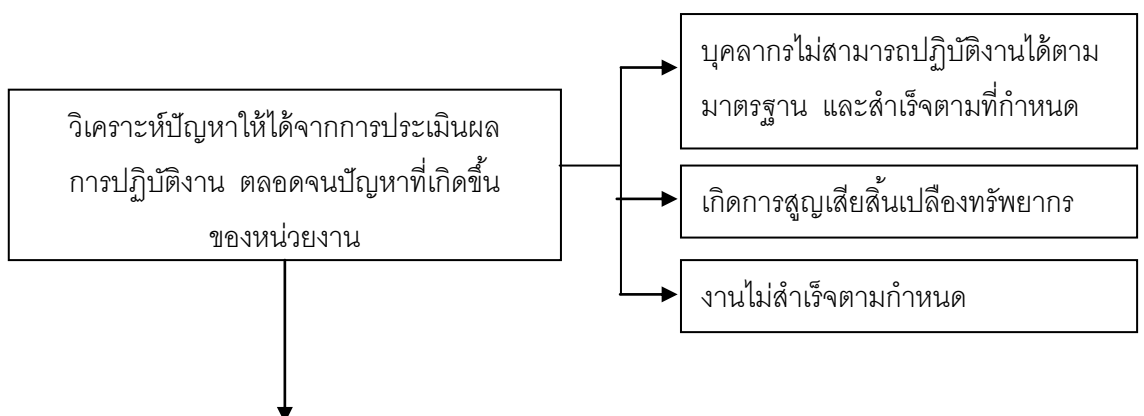 บุคลากรไม่สามารถปฏิบัติงานได้ตาม
มาตรฐาน และสำเร็จตามที่กำหนด
วิเคราะห์ปัญหาให้ได้จากการประเมินผล
การปฏิบัติงาน ตลอดจนปัญหาที่เกิดขึ้น
ของหน่วยงาน
เกิดการสูญเสียสิ้นเปลืองทรัพยากร
งานไม่สำเร็จตามกำหนด